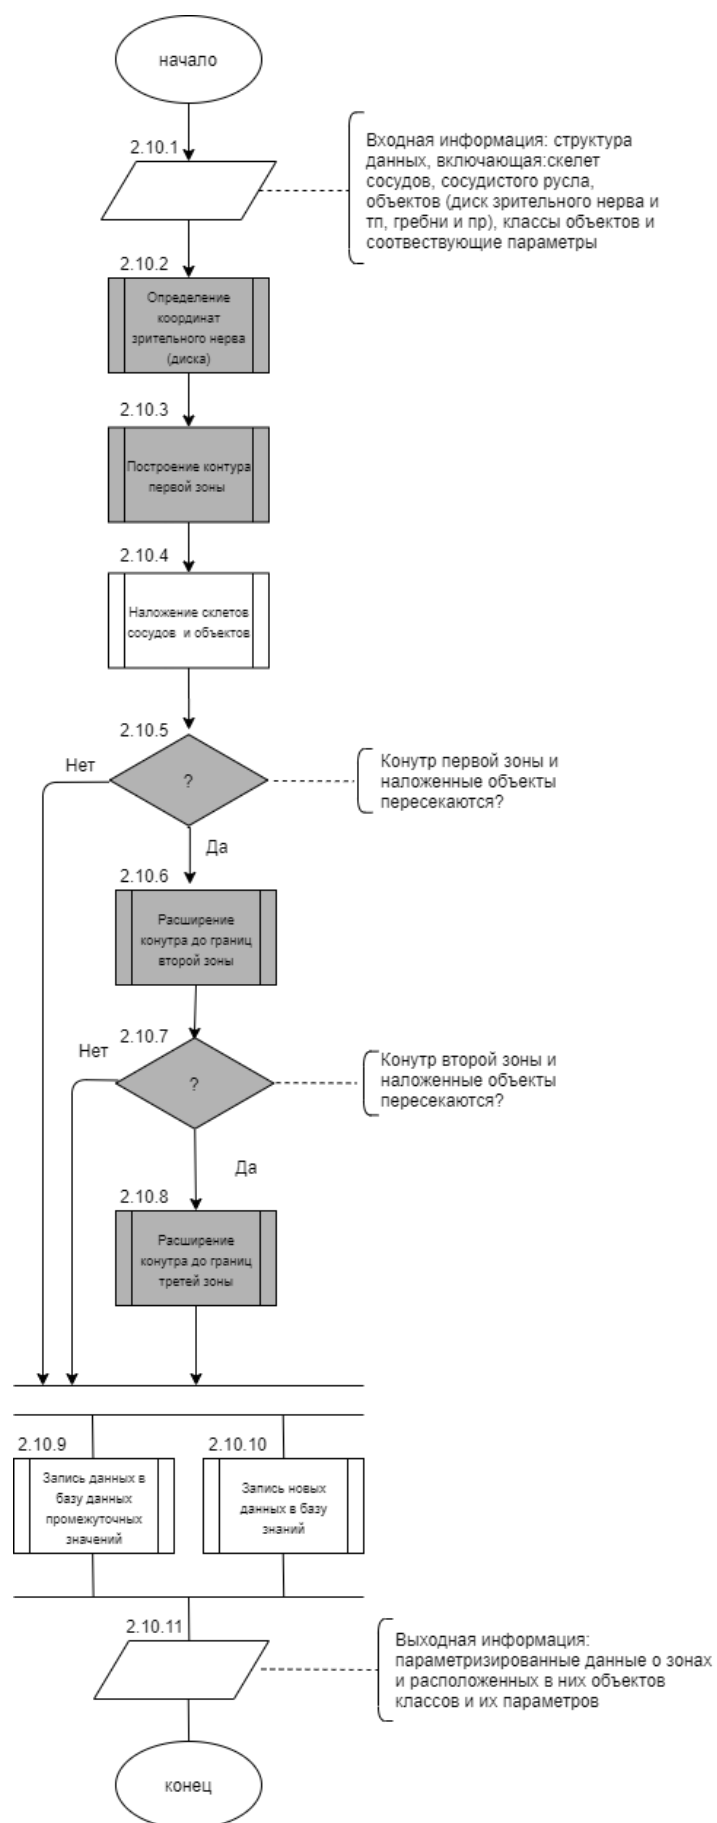 начало
2.10.1
Входная информация: структура
данных, включающая:скелет
сосудов, сосудистого русла,
объектов (диск зрительного нерва и
тп, гребни и пр), классы объектов и
соотвествующие параметры
2.10.2
Определение
координат
зрительного нерва
(диска)
2.10.3
Построение контура
первой зоны
2.10.4
Наложение склетов
сосудов и объектов
2.10.5
Нет
?
Конутр первой зоны и
наложенные объекты
пересекаются?
Да
2.10.6
Расширение
конутра до границ
второй зоны
2.10.7
Нет
?
Конутр второй зоны и
наложенные объекты
пересекаются?
Да
2.10.8
Расширение
конутра до границ
третей зоны
2.10.9
Запись данных в
базу данных
промежуточных
значений
2.10.10
Запись новых
данных в базу
знаний
2.10.11
Выходная информация:
параметризированные данные о зонах
и расположенных в них объектов
классов и их параметров
конец